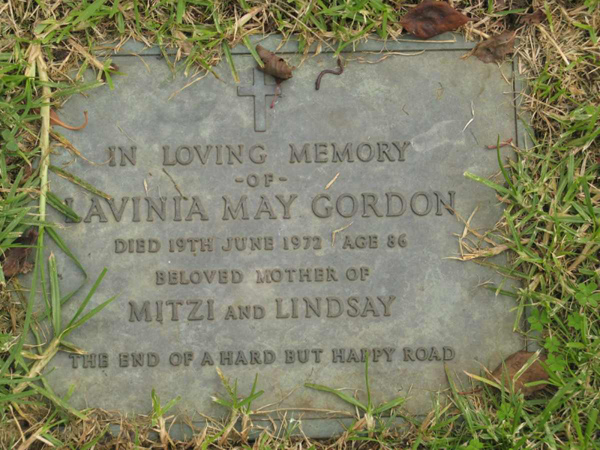 IN LOVING MEMORY
-OF-
LAVINIA MAY GORDON
DIED 19TH JUNE 1972 AGE 86
BELOVED MOTHER OF
MITZI AND LINDSAY
THE END OF A HARD BUT HAPPY ROAD